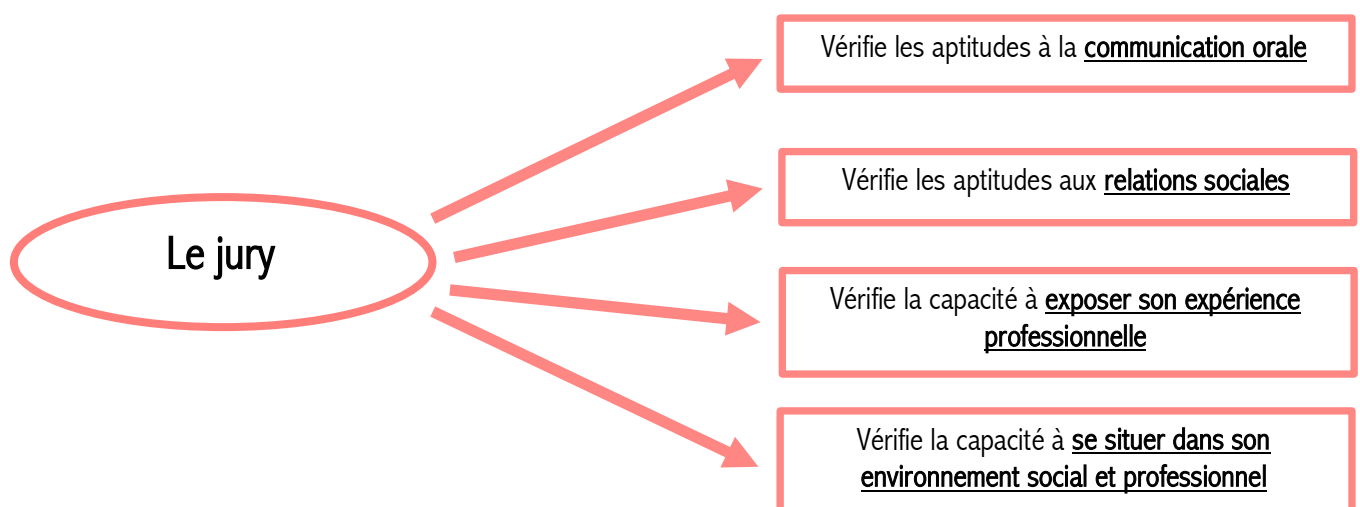 Vérifie les aptitudes à la communication orale
Vérifie les aptitudes aux relations sociales
Le jury
Vérifie la capacité à exposer son expérience
professionnelle
Vérifie la capacité à se situer dans son
environnement social et professionnel